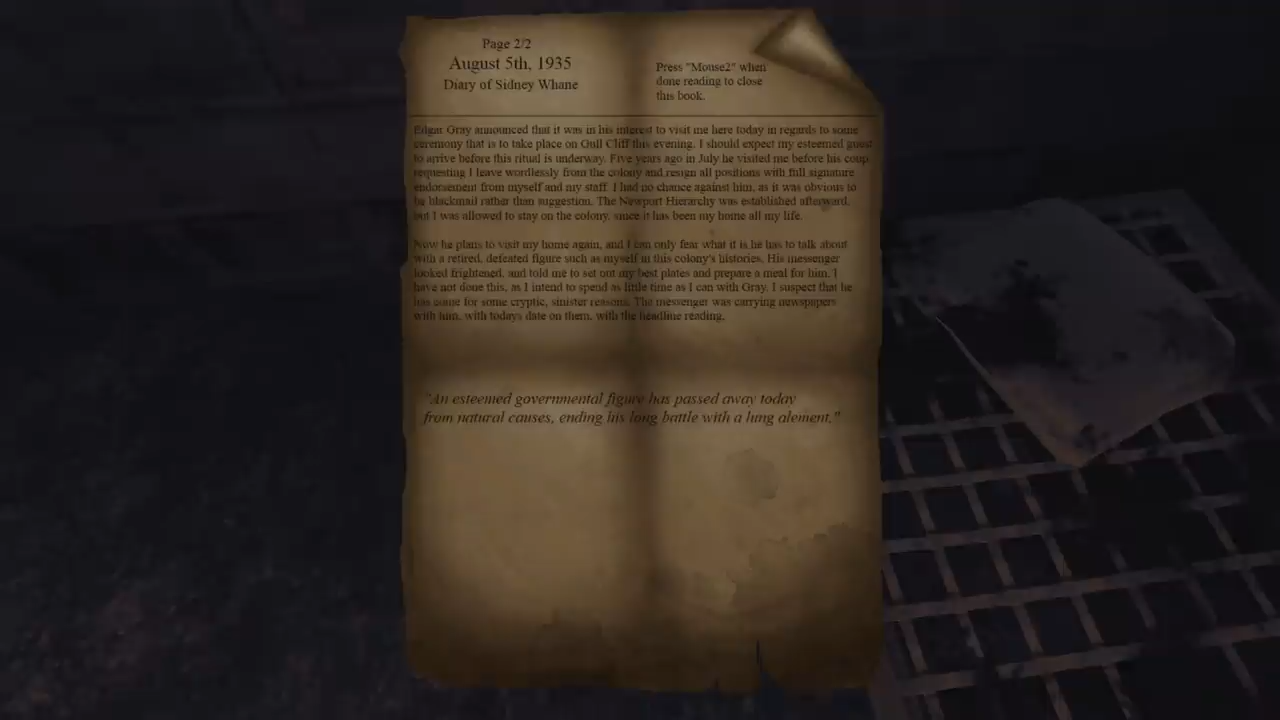 Page 2/2
August 5th, 1935
Diary of Sidney Whane
Press "Mouse2" when
done reading to close
this book.
Edgar Gray announced that it was in his interest to visit me here today in regards to some
ceremony that is to take place on Gull Cliff this evening. I should expect my esteemed guest
to arrive before this ritual is underway. Five years ago in July he visited me before his coup
requesting I leave wordlessly from the colony and resign all positions with full signature
endorsement from myself and my staff. I had no chance against him, as it was obvious to
be blackmail rather than suggestion. The Newport Hierarchy was established afterward,
but I was allowed to stay on the colony, since it has been my home all my life.
Now he plans to visit my home again, and I can only fear what it is he has to talk about
with a retired, defeated figure such as myself in this colony's histories. His messenger
looked frightened, and told me to set out my best plates and prepare a meal for him. I
have not done this, as I intend to spend as little time as I can with Gray. I suspect that he
has come for some cryptic, sinister reasons. The messenger was carrying newspapers
with him, with todays date on them, with the headline reading.
"An esteemed governmental figure has passed away today
from natural causes, ending his long battle with a lung alement."